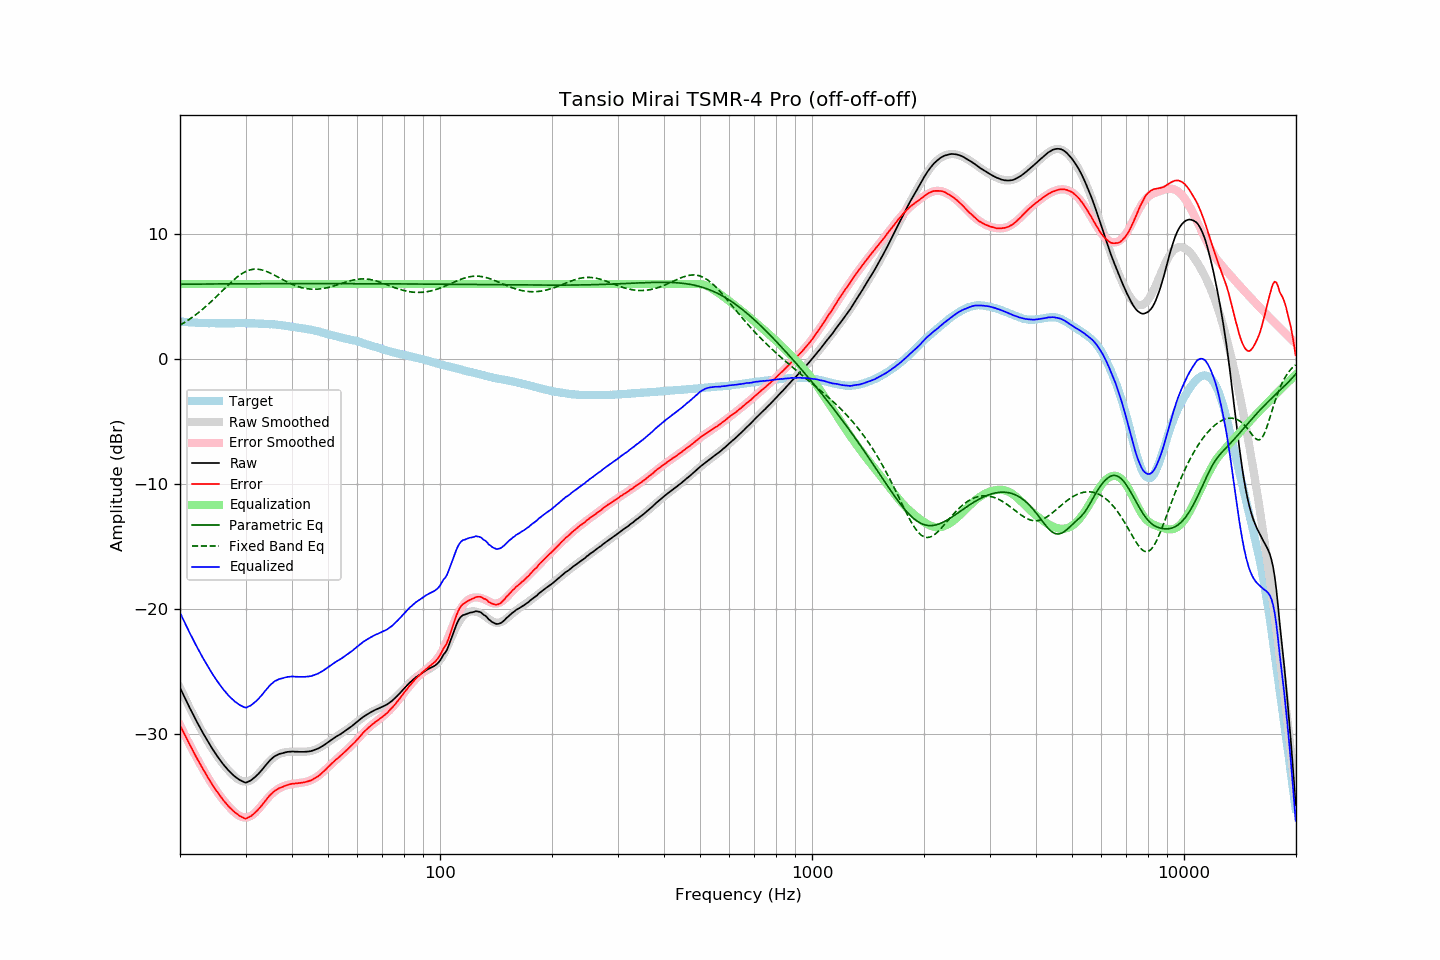 Tansio Mirai TSMR-4 Pro (off-off-off)
Amplitude (dBr)
10
0
−10
−20
−30
Target
Raw Smoothed
Error Smoothed
Raw
Error
Equalization
Parametric Eq
Fixed Band Eq
Equalized
100
1000
10000
Frequency (Hz)